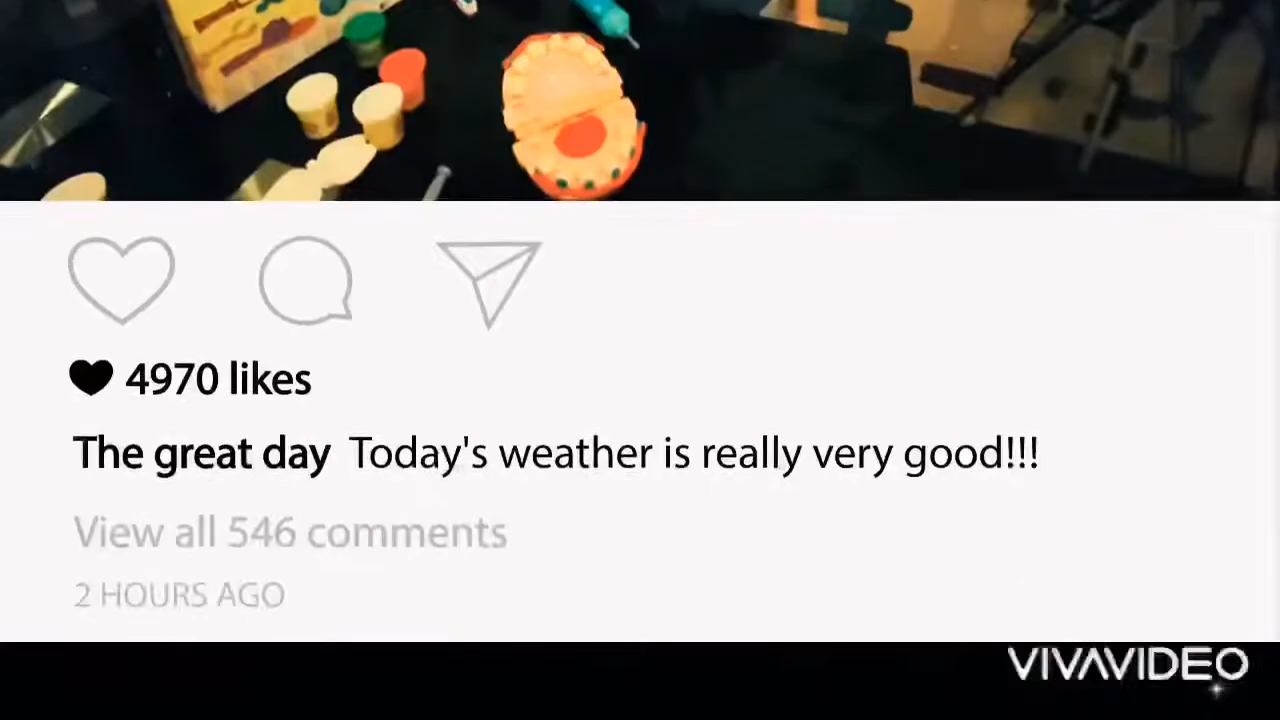 4970 likes
The great day Today's weather is really very good!!!
View all 546 comments
2 HOURS AGO
VIVAVIDEO